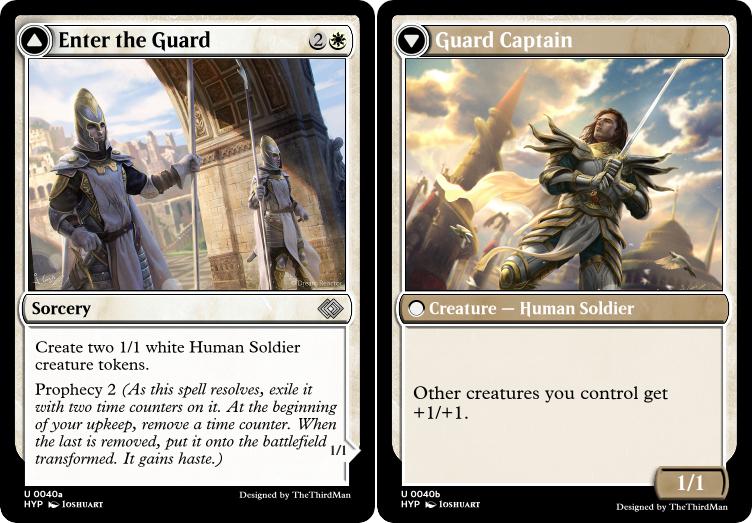 Enter the Guard
2
Sorcery
Create two 1/1 white Human Soldier
creature tokens.
Prophecy 2 (As this spell resolves, exile it
with two time counters on it. At the beginning
of your upkeep, remove a time counter. When
the last is removed, put it onto the battlefield
transformed. It gains haste.)
1/1
© Dream Reactor
U 0040a
HYP Ioshuart
Designed by TheThirdMan
Guard Captain
Creature — Human Soldier
Other creatures you control get
+1/+1.
1/1
U 0040b
HYP Ioshuart
Designed by TheThirdMan